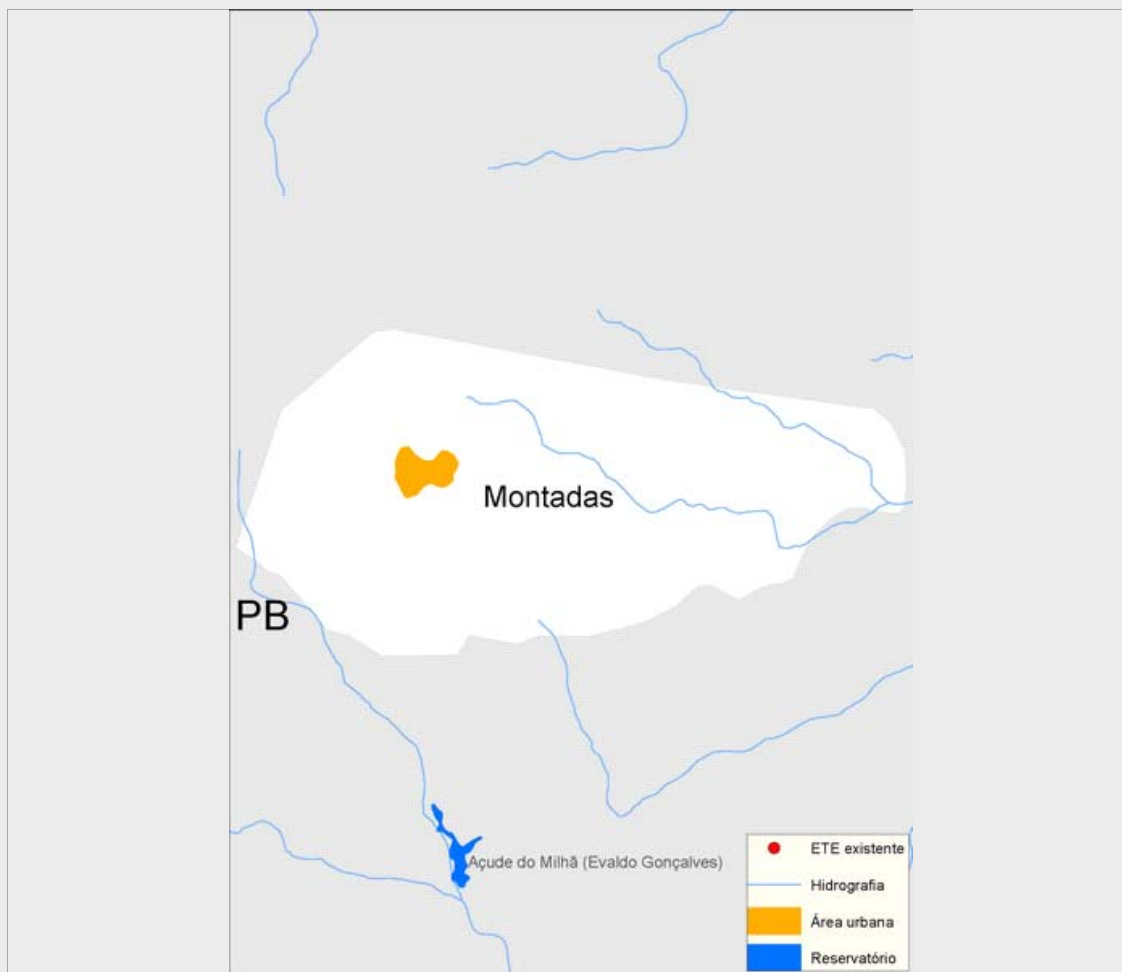 Montadas
PB
Açude do Milhã (Evaldo Gonçalves)
ETE existente
Hidrografia
Área urbana
Reservatório